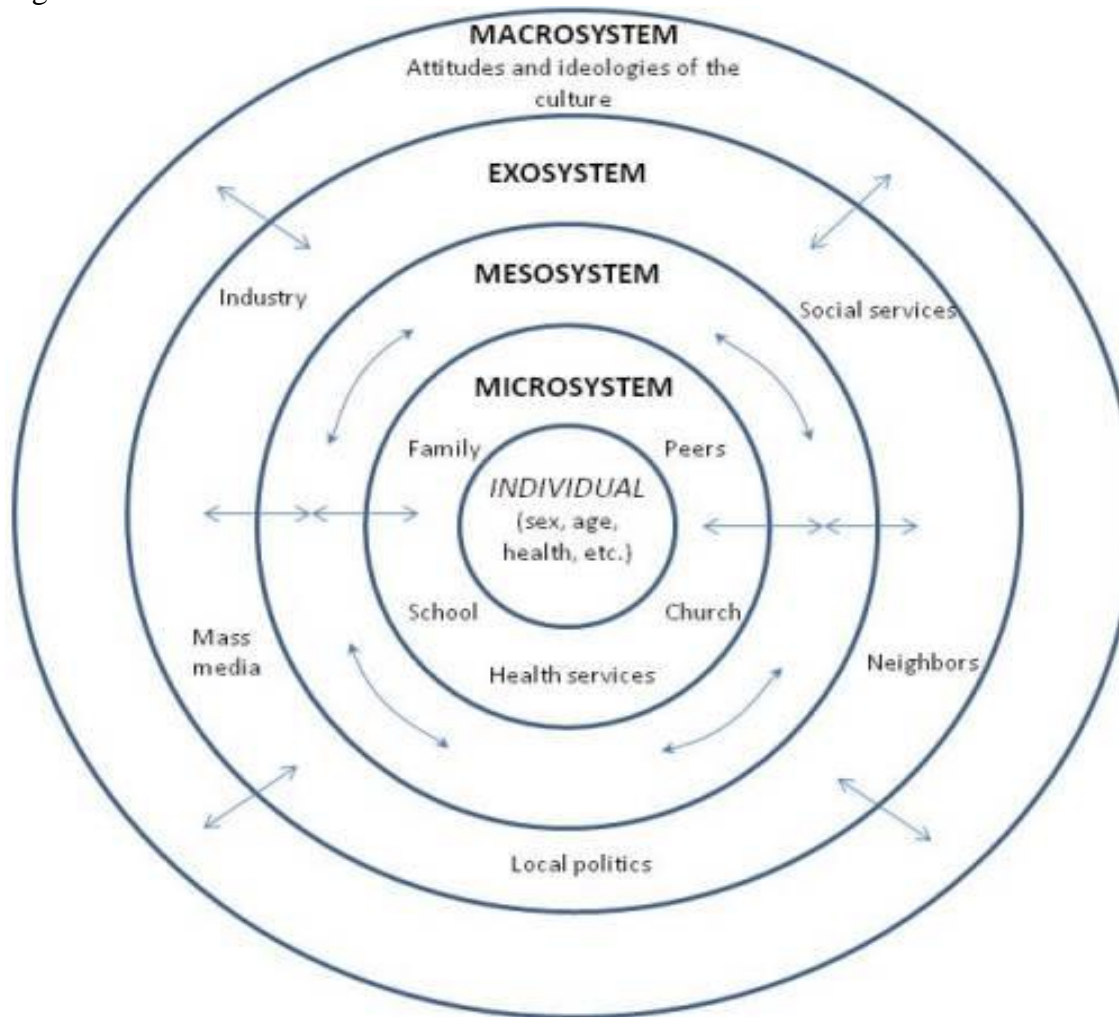 g
MACROSYSTEM
Attitudes and ideologies of the
culture
EXOSYSTEM
MESOSYSTEM
Industry
Social services
MICROSYSTEM
Family
Peers
INDIVIDUAL
(sex, age,
health, etc.)
School
Church
Mass
media
Neighbors
Health services
Local politics